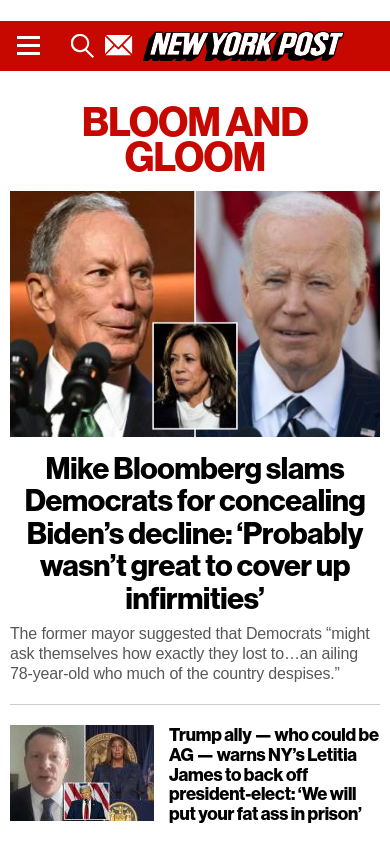 NEW YORK POST
BLOOM AND
GLOOM
Mike Bloomberg slams
Democrats for concealing
Biden’s decline: ‘Probably
wasn’t great to cover up
infirmities’
The former mayor suggested that Democrats “might
ask themselves how exactly they lost to…an ailing
78-year-old who much of the country despises.”
Trump ally — who could be
AG — warns NY’s Letitia
James to back off
president-elect: ‘We will
put your fat ass in prison’